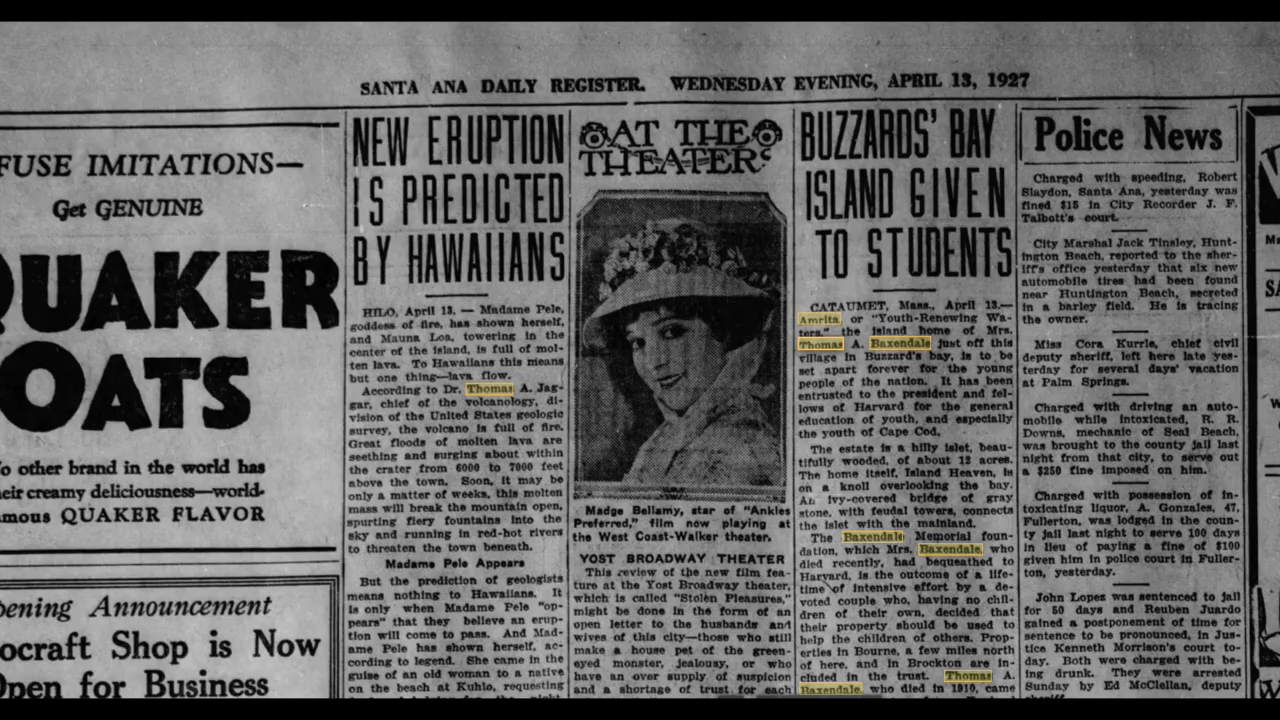 SANTA ANA DAILY REGISTER. WEDNESDAY EVENING, APRIL 13, 1927
FUSE IMITATIONS—
Get GENUINE
QUAKER
OATS
o other brand in the world has
eir creamy deliciousness—world-
mous QUAKER FLAVOR
pening Announcement
ocraft Shop is Now
Open for Business
NEW ERUPTION
IS PREDICTED
BY HAWAIIANS
HILO, April 13. — Madame Pele,
goddess of fire, has shown herself,
and Mauna Loa, towering in the
center of the island, is full of mol-
ten lava. To Hawaiians this means
but one thing—lava flow.
According to Dr. Thomas A. Jag-
gar, chief of the volcanology, di-
vision of the United States geologic
survey, the volcano is full of fire.
Great floods of molten lava are
seething and surging about within
the crater from 6000 to 7000 feet
above the town. Soon, it may be
only a matter of weeks, this molten
mass will break the mountain open,
spurting fiery fountains into the
sky and running in red-hot rivers
to threaten the town beneath.
Madame Pele Appears
But the prediction of geologists
means nothing to Hawaiians. It
is only when Madame Pele "op-
pears" that they believe an erup-
tion will come to pass. And Mad-
ame Pele has shown herself, ac-
cording to legend. She came in the
guise of an old woman to a native
on the beach at Kuhlo, requesting
AT THE
THEATERS
Madge Bellamy, star of "Ankles
Preferred," film now playing at
the West Coast-Walker theater.
YOST BROADWAY THEATER
This review of the new film fea-
ture at the Yost Broadway theater,
which is called "Stolen Pleasures,"
might be done in the form of an
open letter to the husbands and
wives of this city—those who still
make a house pet of the green-
eyed monster, jealousy, or who
have an over supply of suspicion
and a shortage of trust for each
BUZZARDS' BAY
ISLAND GIVEN
TO STUDENTS
CATAUMET, Mass., April 13.—
Amrita, or "Youth-Renewing Wa-
ters," the island home of Mrs.
Thomas A. Baxendale just off this
village in Buzzard's bay, is to be
set apart forever for the young
people of the nation. It has been
entrusted to the president and fel-
lows of Harvard for the general
education of youth, and especially
the youth of Cape Cod.
The estate is a hilly islet, beau-
tifully wooded, of about 12 acres.
The home itself, Island Heaven, is
on a knoll overlooking the bay.
An ivy-covered bridge of gray
stone, with feudal towers, connects
the islet with the mainland.
The Baxendale Memorial foun-
dation, which Mrs. Baxendale, who
died recently, had bequeathed to
Harvard, is the outcome of a life-
time of intensive effort by a de-
voted couple who, having no chil-
dren of their own, decided that
their property should be used to
help the children of others. Prop-
erties in Bourne, a few miles north
of here, and in Brockton are in-
cluded in the trust. Thomas A.
Baxendale, who died in 1910, came
Police News
Charged with speeding, Robert
Slaydon, Santa Ana, yesterday was
fined $15 in City Recorder J. F.
Talbott's court.
City Marshal Jack Tinsley, Hunt-
ington Beach, reported to the sher-
iff's office yesterday that six new
automobile tires had been found
near Huntington Beach, secreted
in a barley field. He is tracing
the owner.
Miss Cora Kurrle, chief civil
deputy sheriff, left here late yes-
terday for several days' vacation
at Palm Springs.
Charged with driving an auto-
mobile while intoxicated, R. R.
Downs, mechanic of Seal Beach,
was brought to the county jail last
night from that city, to serve out
a $250 fine imposed on him.
Charged with possession of in-
toxicating liquor, A. Gonzales, 47,
Fullerton, was lodged in the coun-
ty jail last night to serve 100 days
in lieu of paying a fine of $100
given him in police court in Fuller-
ton, yesterday.
John Lopes was sentenced to jail
for 50 days and Reuben Juardo
gained a postponement of time for
sentence to be pronounced, in Jus-
tice Kenneth Morrison's court to-
day. Both were charged with be-
ing drunk. They were arrested
Sunday by Ed McClellan, deputy